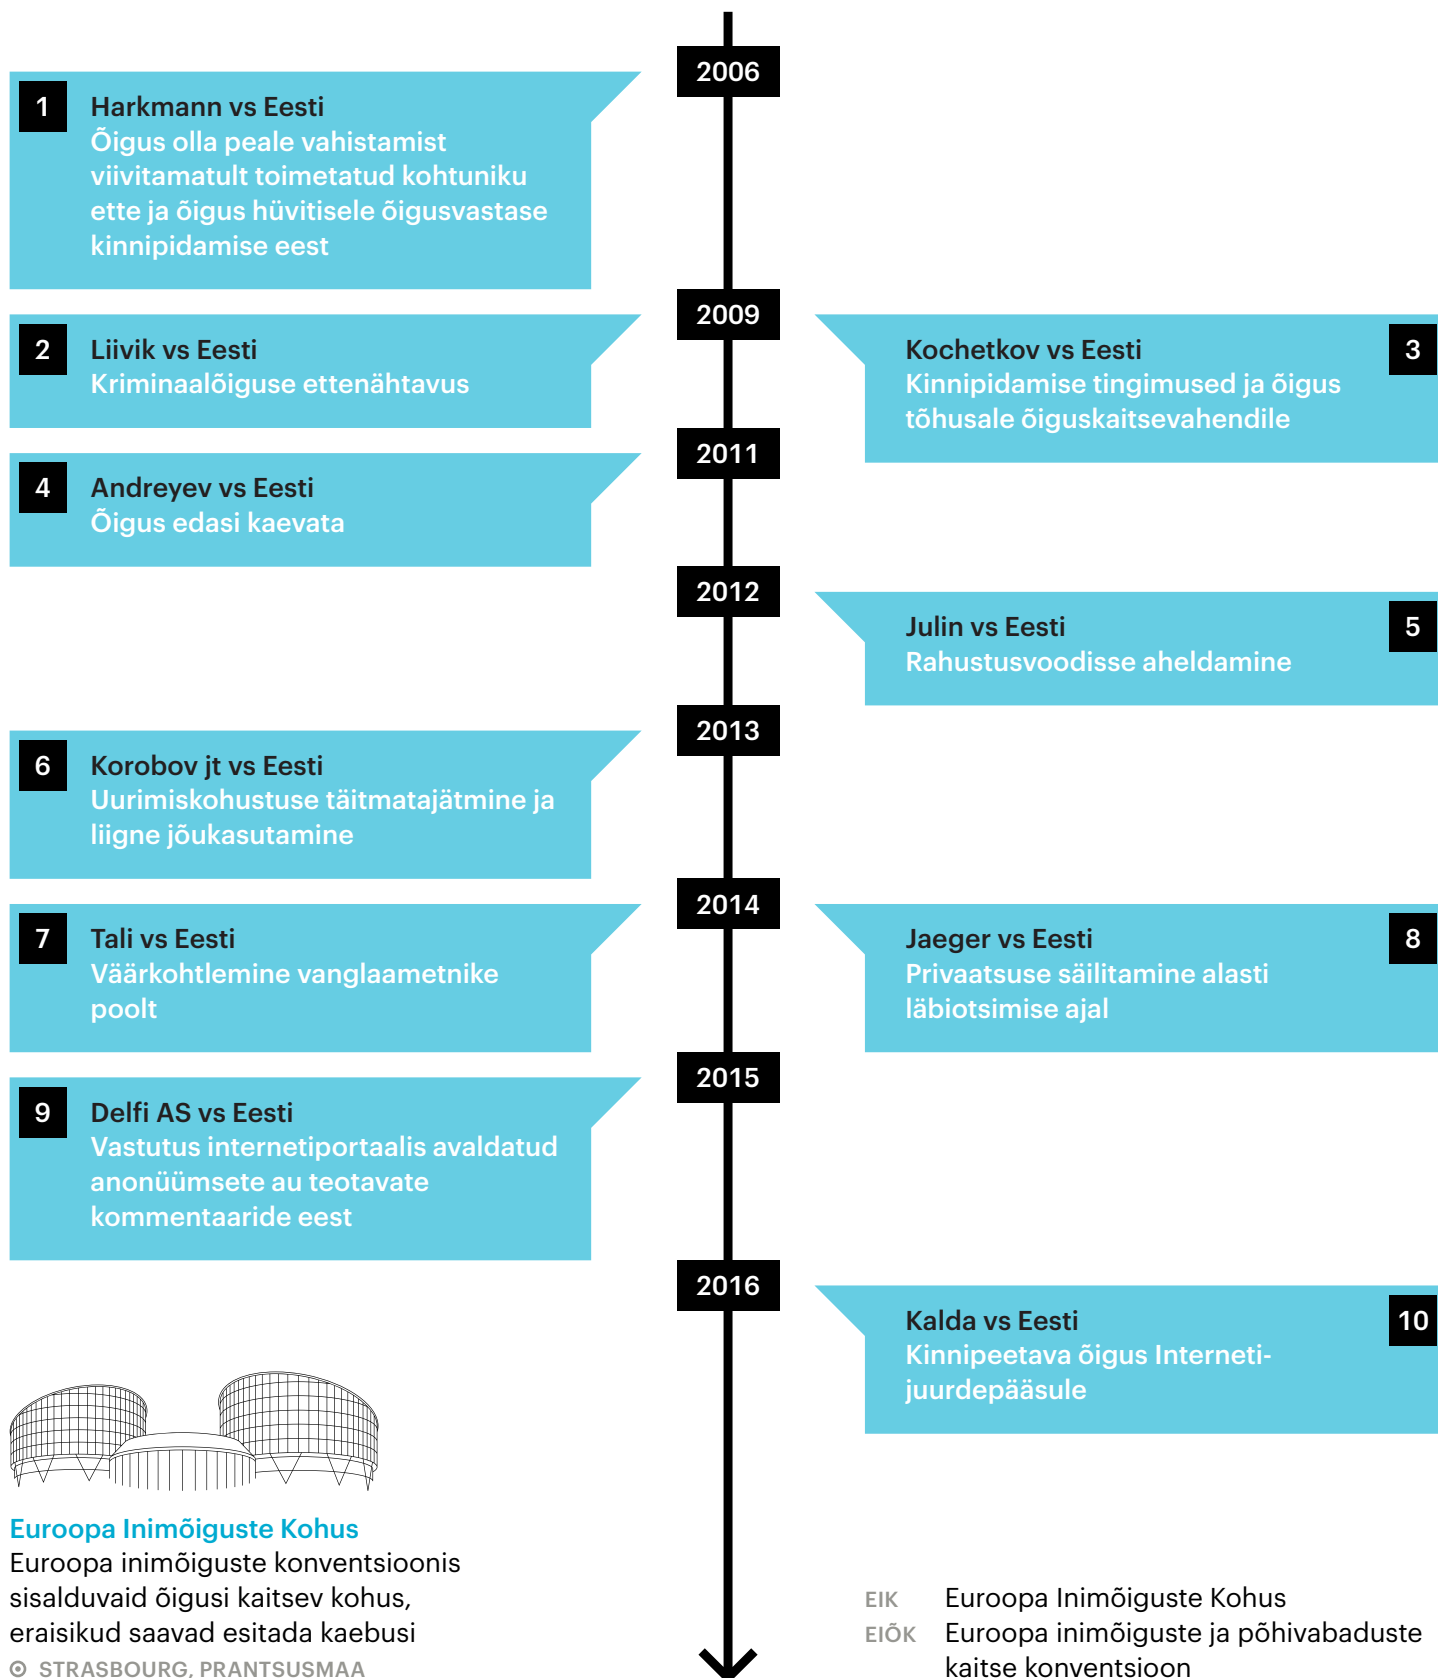 2006
1
Harkmann vs Eesti
Õigus olla peale vahistamist
viivitamatult toimetatud kohtuniku
ette ja õigus hüvitisele õigusvastase
kinnipidamise eest
2009
2
Liivik vs Eesti
Kriminaalõiguse ettenähtavus
Kochetkov vs Eesti
3
Kinnipidamise tingimused ja õigus
tõhusale õiguskaitsevahendile
2011
4
Andreyev vs Eesti
Õigus edasi kaevata
2012
Julin vs Eesti
5
Rahustusvoodisse aheldamine
2013
6
Korobov jt vs Eesti
Uurimiskohustuse täitmatajätmine ja
liigne jõukasutamine
2014
7
Tali vs Eesti
Väärkohtlemine vanglaametnike
poolt
Jaeger vs Eesti
8
Privaatsuse säilitamine alasti
läbiotsimise ajal
2015
9
Delfi AS vs Eesti
Vastutus internetiportaalis avaldatud
anonüümsete au teotavate
kommentaaride eest
2016
Kalda vs Eesti
10
Kinnipeetava õigus Interneti-
juurdepääsule
Euroopa Inimõiguste Kohus
Euroopa inimõiguste konventsioonis
sisalduvaid õigusi kaitsev kohus,
eraisikud saavad esitada kaebusi
STRASBOURG, PRANTSUSMAA
EIK Euroopa Inimõiguste Kohus
EIÕK Euroopa inimõiguste ja põhivabaduste
kaitse konventsioon